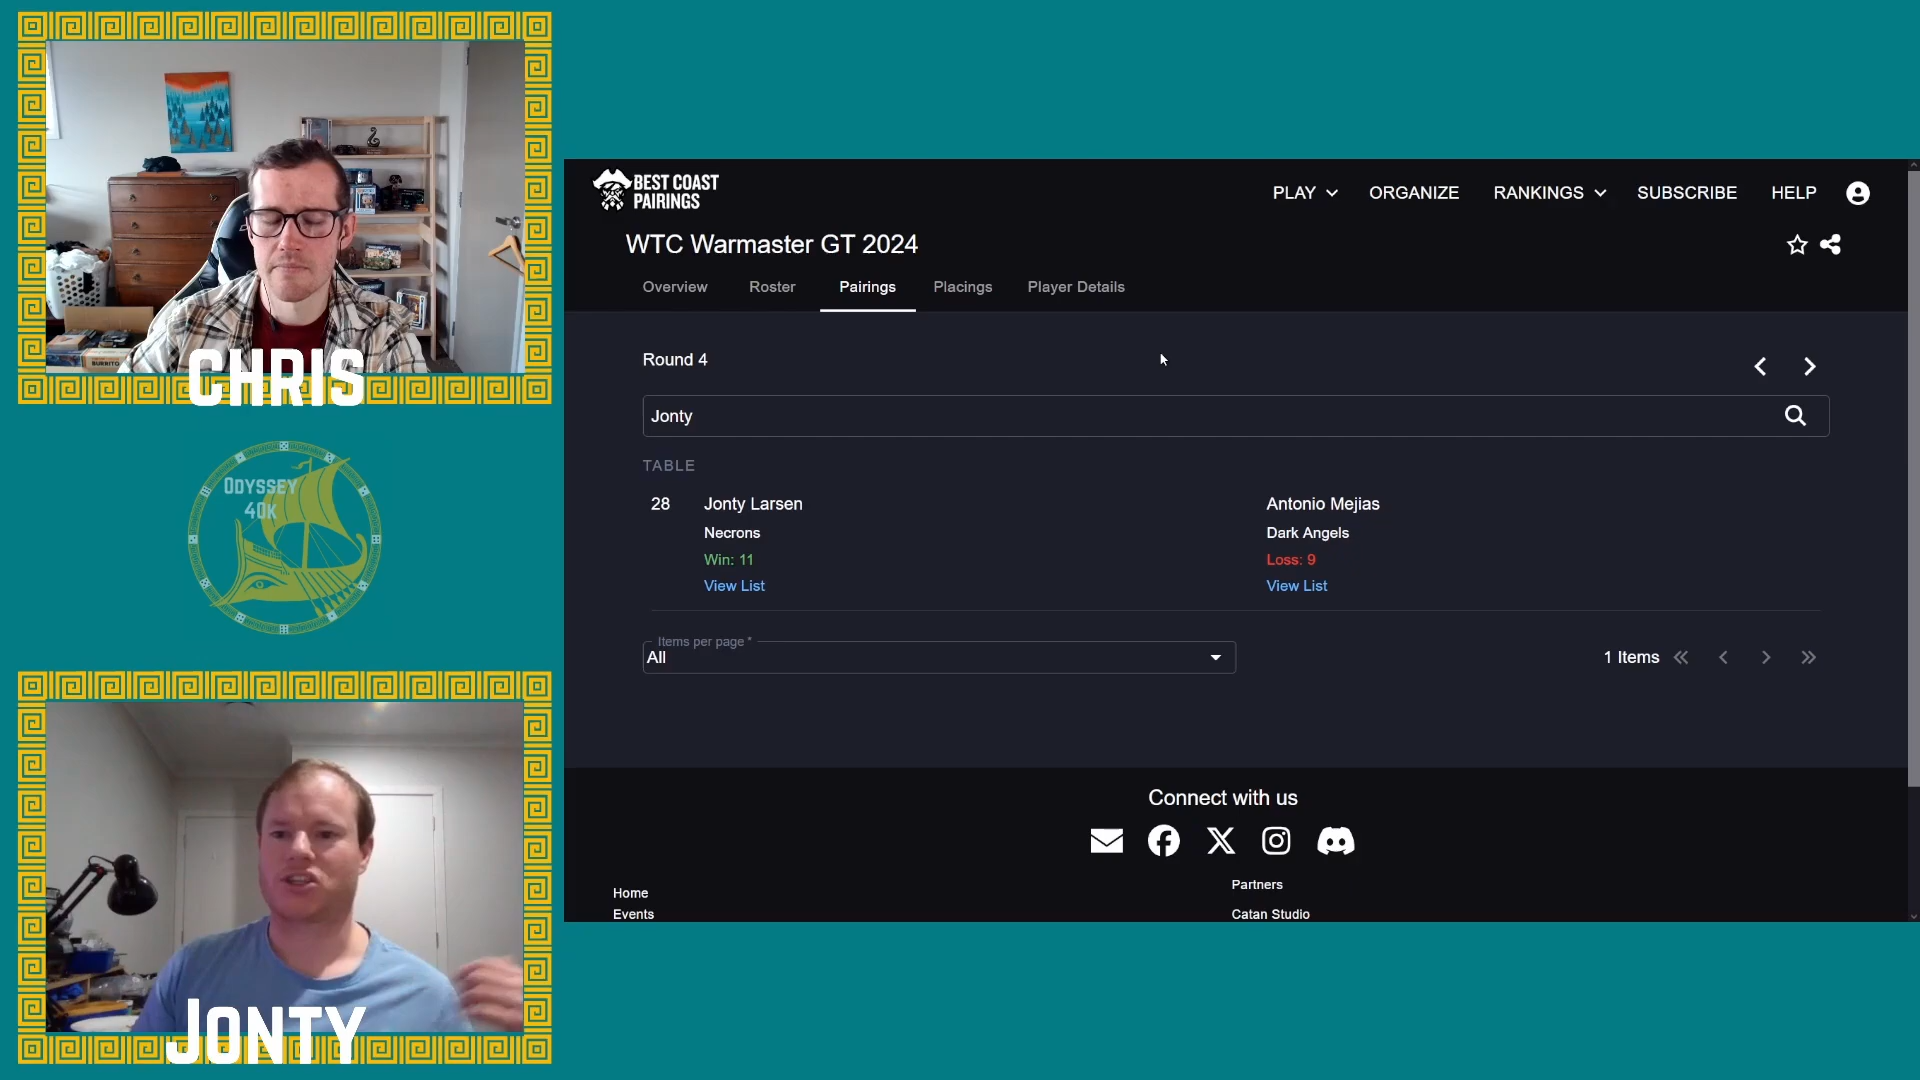 CHRIS
ODYSSEY
40K
JONTY
BEST COAST
PAIRINGS
PLAY
ORGANIZE
RANKINGS
SUBSCRIBE
HELP
WTC Warmaster GT 2024
Overview
Roster
Pairings
Placings
Player Details
Round 4
Jonty
TABLE
28
Jonty Larsen
Antonio Mejias
Necrons
Dark Angels
Win: 11
Loss: 9
View List
View List
Items per page *
All
1 Items
Connect with us
Home
Partners
Events
Catan Studio
BURRITO